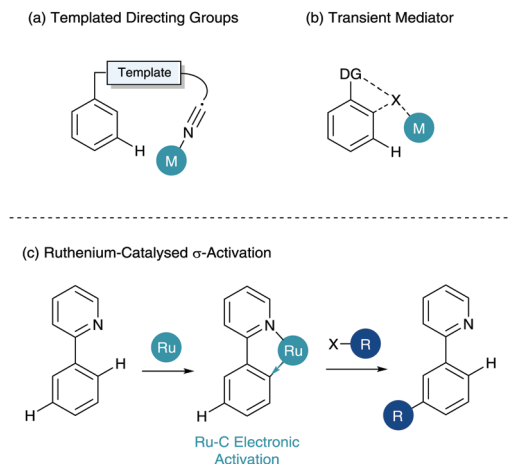 (a) Templated Directing Groups
(b) Transient Mediator
Template
N
H
M
DG
X
M
H
(c) Ruthenium-Catalysed σ-Activation
N
H
H
Ru
N
Ru
H
Ru-C Electronic
Activation
X
R
N
H
R